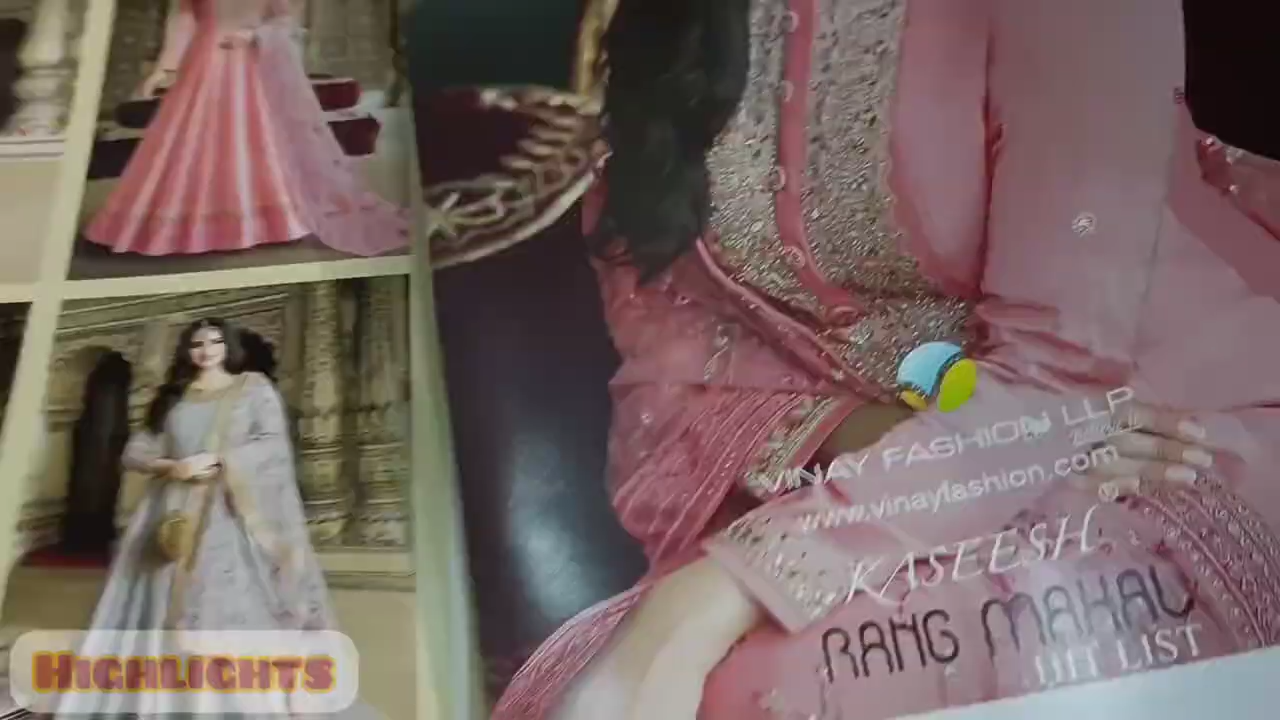 VINAY FASHION LLP
www.vinayfashion.com
KASEESH
RANG MAHAL
HIT LIST
HIGHLIGHTS